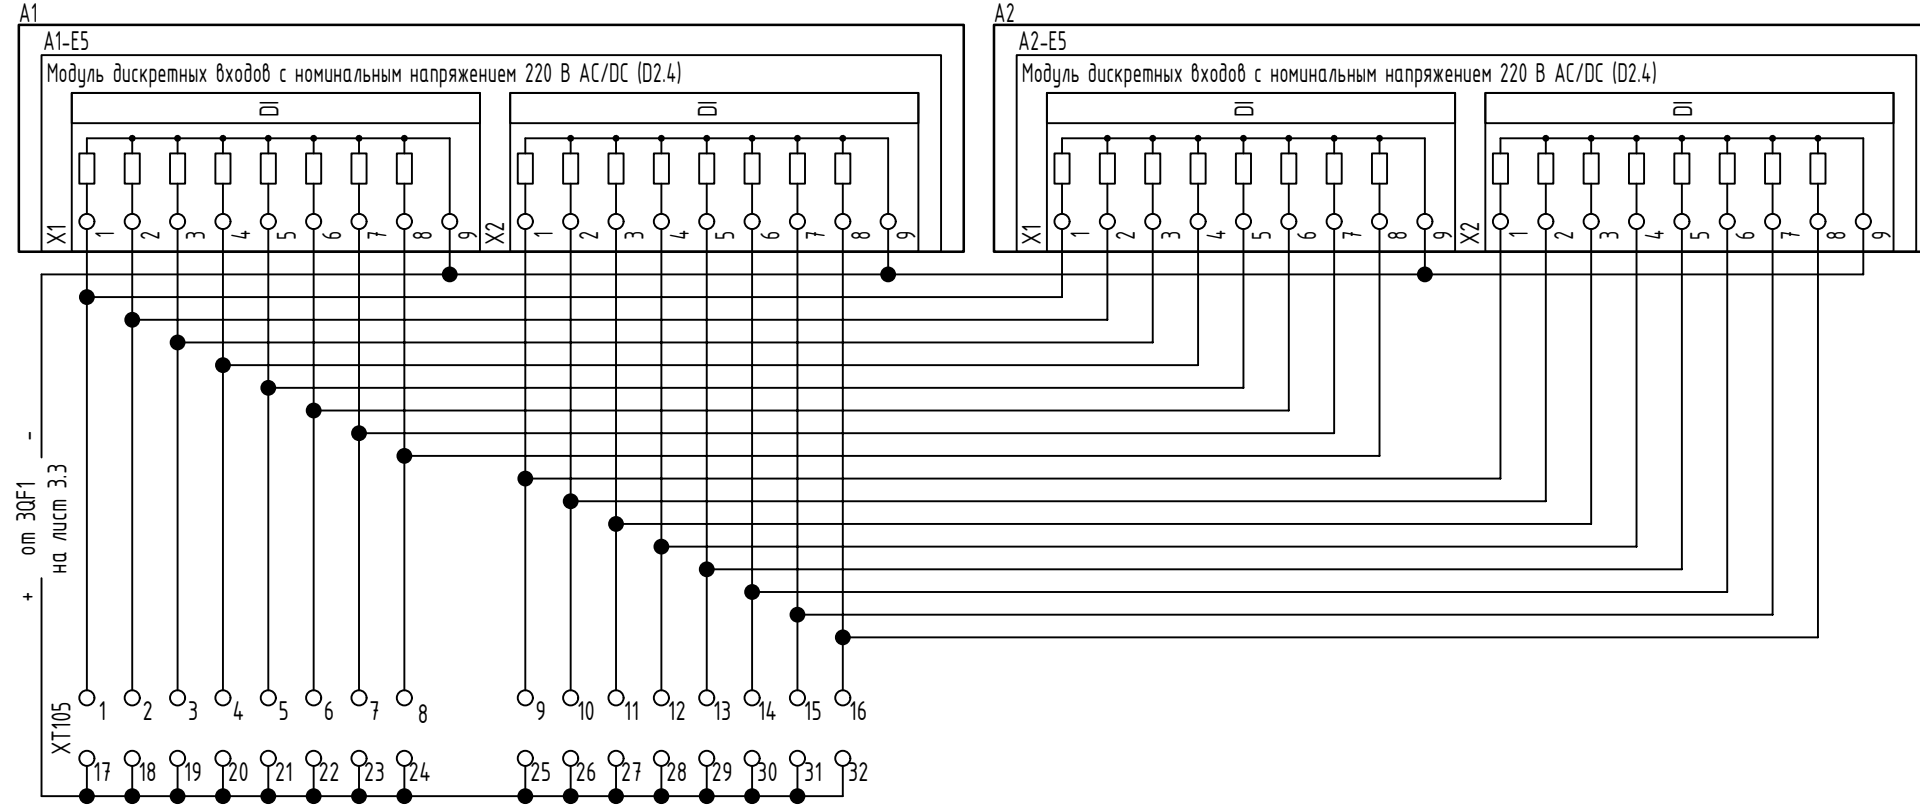 A1
A2
A1-E5
A2-E5
Модуль дискретных входов с номинальным напряжением 220 В AC/DC (D2.4)
Модуль дискретных входов с номинальным напряжением 220 В AC/DC (D2.4)
DI
DI
DI
DI
X1 1 2 3 4 5 6 7 8 9
X2 1 2 3 4 5 6 7 8 9
X1 1 2 3 4 5 6 7 8 9
X2 1 2 3 4 5 6 7 8 9
+ от 3QF1 -
на лист 3.3
XT105
1 2 3 4 5 6 7 8 9 10 11 12 13 14 15 16
17 18 19 20 21 22 23 24 25 26 27 28 29 30 31 32